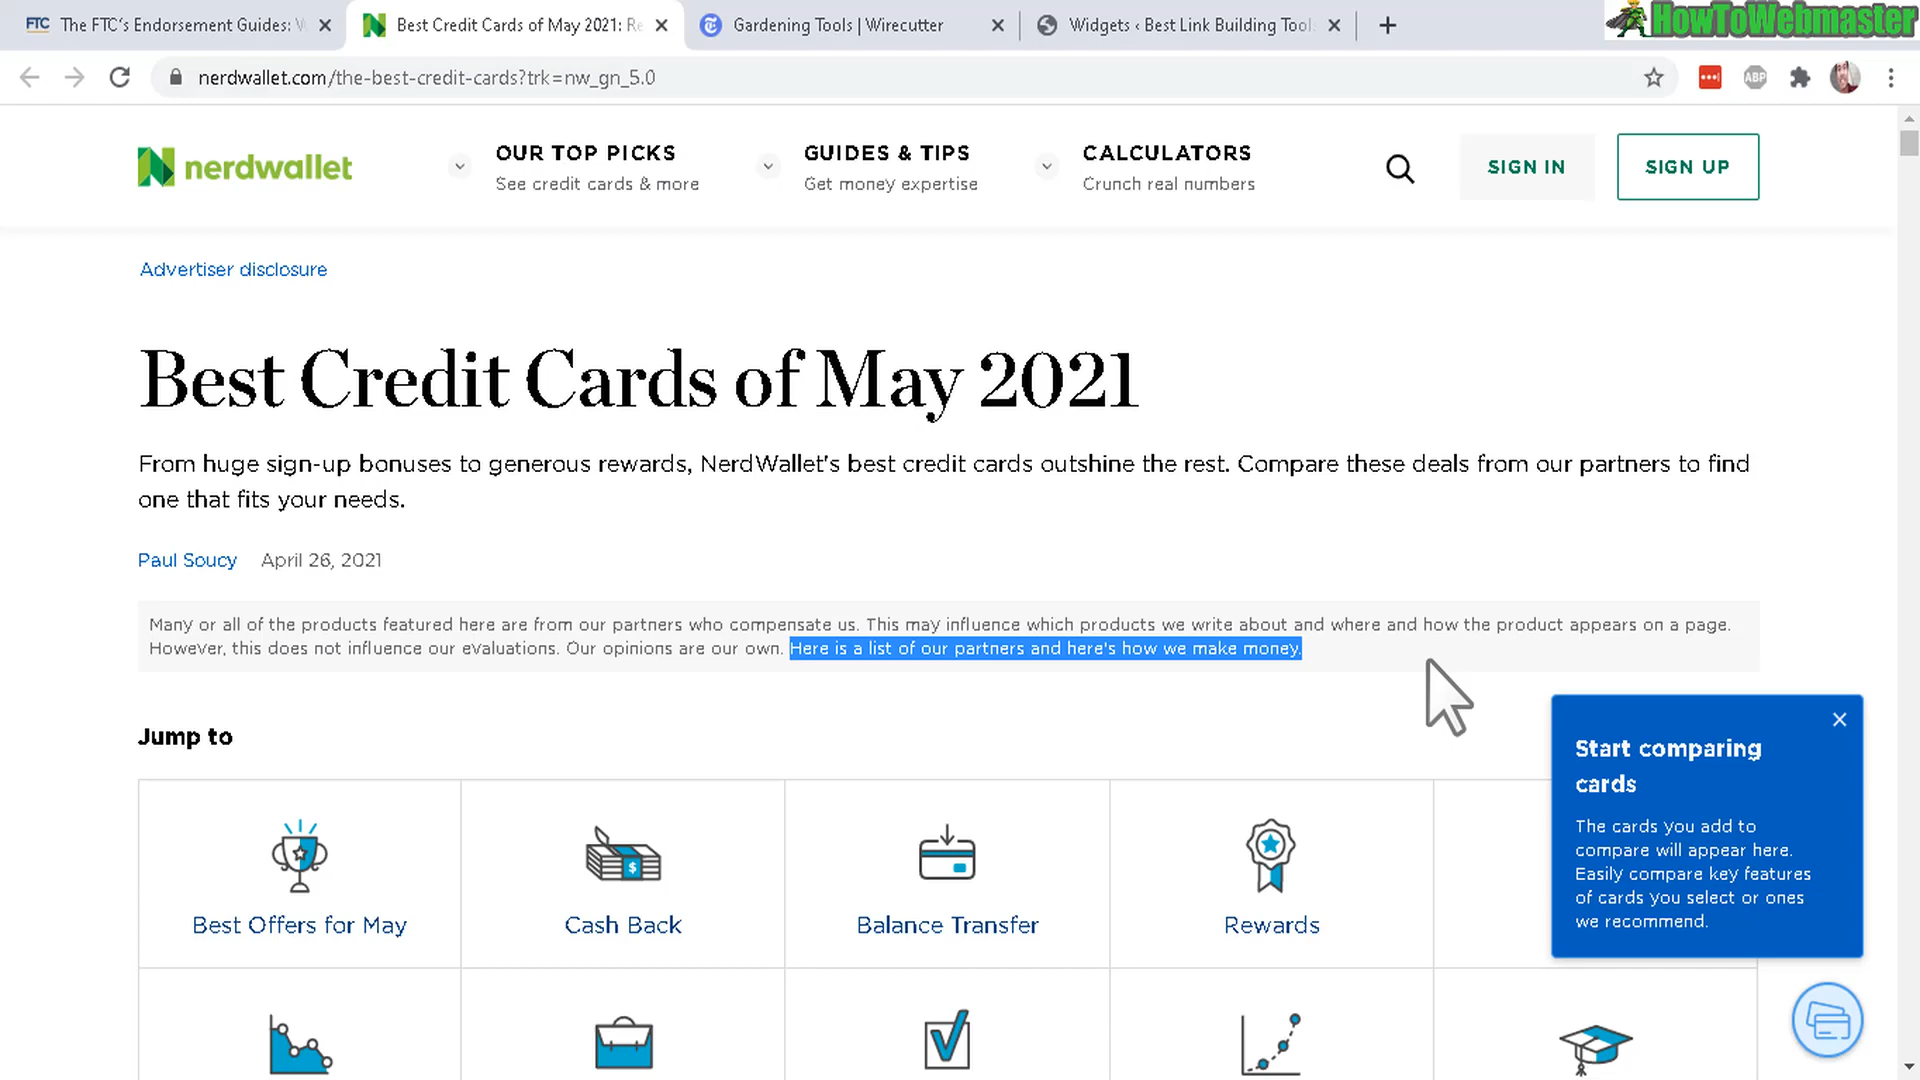 FTC The FTC's Endorsement Guides: W
Best Credit Cards of May 2021: Re
Gardening Tools | Wirecutter
Widgets ‹ Best Link Building Tool
HowToWebmaster
nerdwallet.com/the-best-credit-cards?trk=nw_gn_5.0
ABP
nerdwallet
OUR TOP PICKS
See credit cards & more
GUIDES & TIPS
Get money expertise
CALCULATORS
Crunch real numbers
SIGN IN
SIGN UP
Advertiser disclosure
Best Credit Cards of May 2021
From huge sign-up bonuses to generous rewards, NerdWallet's best credit cards outshine the rest. Compare these deals from our partners to find
one that fits your needs.
Paul Soucy April 26, 2021
Many or all of the products featured here are from our partners who compensate us. This may influence which products we write about and where and how the product appears on a page.
However, this does not influence our evaluations. Our opinions are our own. Here is a list of our partners and here's how we make money.
Jump to
Best Offers for May
Cash Back
Balance Transfer
Rewards
Start comparing
cards
The cards you add to
compare will appear here.
Easily compare key features
of cards you select or ones
we recommend.